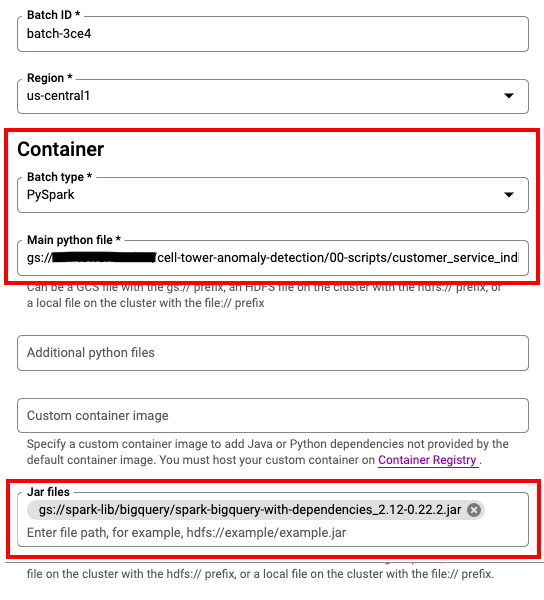 Batch ID *
batch-3ce4
Region *
us-central1
Container
Batch type *
PySpark
Main python file *
gs:// /cell-tower-anomaly-detection/00-scripts/customer_service_indi
Can be a GCS file with the gs:// prefix, an HDFS file on the cluster with the hdfs:// prefix, or
a local file on the cluster with the file:// prefix
Additional python files
Custom container image
Specify a custom container image to add Java or Python dependencies not provided by the
default container image. You must host your custom container on Container Registry .
Jar files
gs://spark-lib/bigquery/spark-bigquery-with-dependencies_2.12-0.22.2.jar
Enter file path, for example, hdfs://example/example.jar
file on the cluster with the hdfs:// prefix, or a local file on the cluster with the file:// prefix.